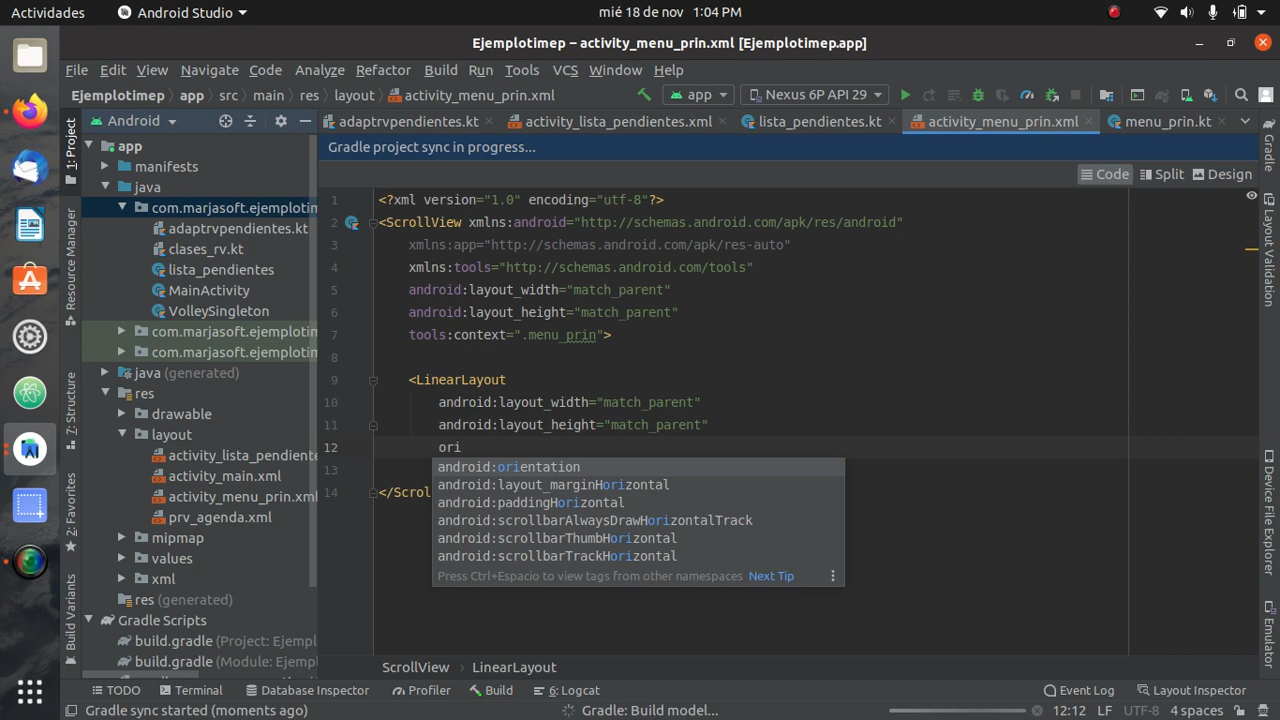 Actividades Android Studio mié 18 de nov 1:04 PM
Ejemplotimep – activity_menu_prin.xml [Ejemplotimep.app]
File Edit View Navigate Code Analyze Refactor Build Run Tools VCS Window Help
Ejemplotimep app src main res layout activity_menu_prin.xml app Nexus 6P API 29
Android adaptrvpendientes.kt activity_lista_pendientes.xml lista_pendientes.kt activity_menu_prin.xml menu_prin.kt
Gradle project sync in progress...
Code Split Design
1: Project
Resource Manager
7: Structure
2: Favorites
Build Variants
app
manifests
java
com.marjasoft.ejemplotim
adaptrvpendientes.kt
clases_rv.kt
lista_pendientes
MainActivity
VolleySingleton
com.marjasoft.ejemplotim
com.marjasoft.ejemplotim
java (generated)
res
drawable
layout
activity_lista_pendiente
activity_main.xml
activity_menu_prin.xml
prv_agenda.xml
mipmap
values
xml
res (generated)
Gradle Scripts
build.gradle (Project: Ejemp
build.gradle (Module: Ejemp
1 <?xml version="1.0" encoding="utf-8"?>
2 <ScrollView xmlns:android="http://schemas.android.com/apk/res/android"
3 xmlns:app="http://schemas.android.com/apk/res-auto"
4 xmlns:tools="http://schemas.android.com/tools"
5 android:layout_width="match_parent"
6 android:layout_height="match_parent"
7 tools:context=".menu_prin">
8
9 <LinearLayout
10 android:layout_width="match_parent"
11 android:layout_height="match_parent"
12 ori
13
14 </Scrol
android:orientation
android:layout_marginHorizontal
android:paddingHorizontal
android:scrollbarAlwaysDrawHorizontalTrack
android:scrollbarThumbHorizontal
android:scrollbarTrackHorizontal
Press Ctrl+Espacio to view tags from other namespaces Next Tip
Gradle
Layout Validation
Device File Explorer
Emulator
ScrollView LinearLayout
TODO Terminal Database Inspector Profiler Build 6: Logcat Event Log Layout Inspector
Gradle sync started (moments ago) Gradle: Build model... 12:12 LF UTF-8 4 spaces